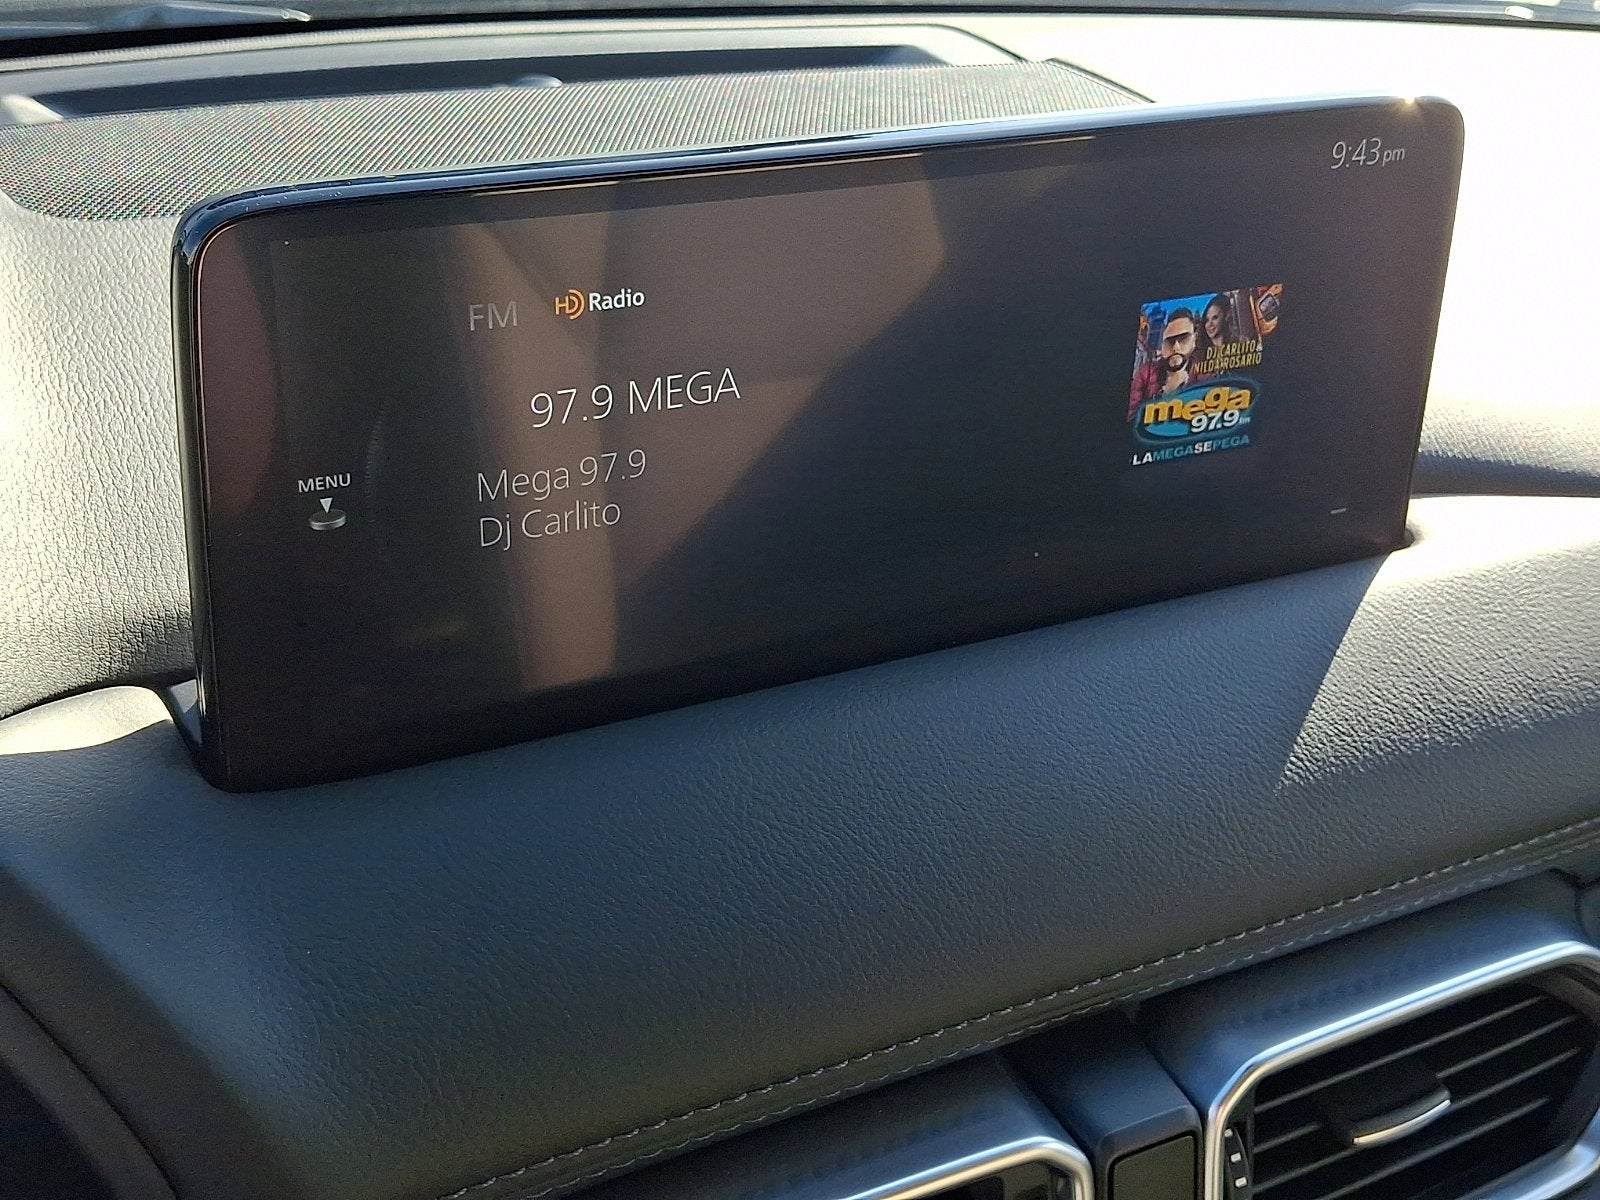 9:43pm
FM HD Radio
97.9 MEGA
Mega 97.9
Dj Carlito
MENU
DJ CARLITO &
NILDA ROSARIO
mega
97.9 fm
LAMEGASEPEGA